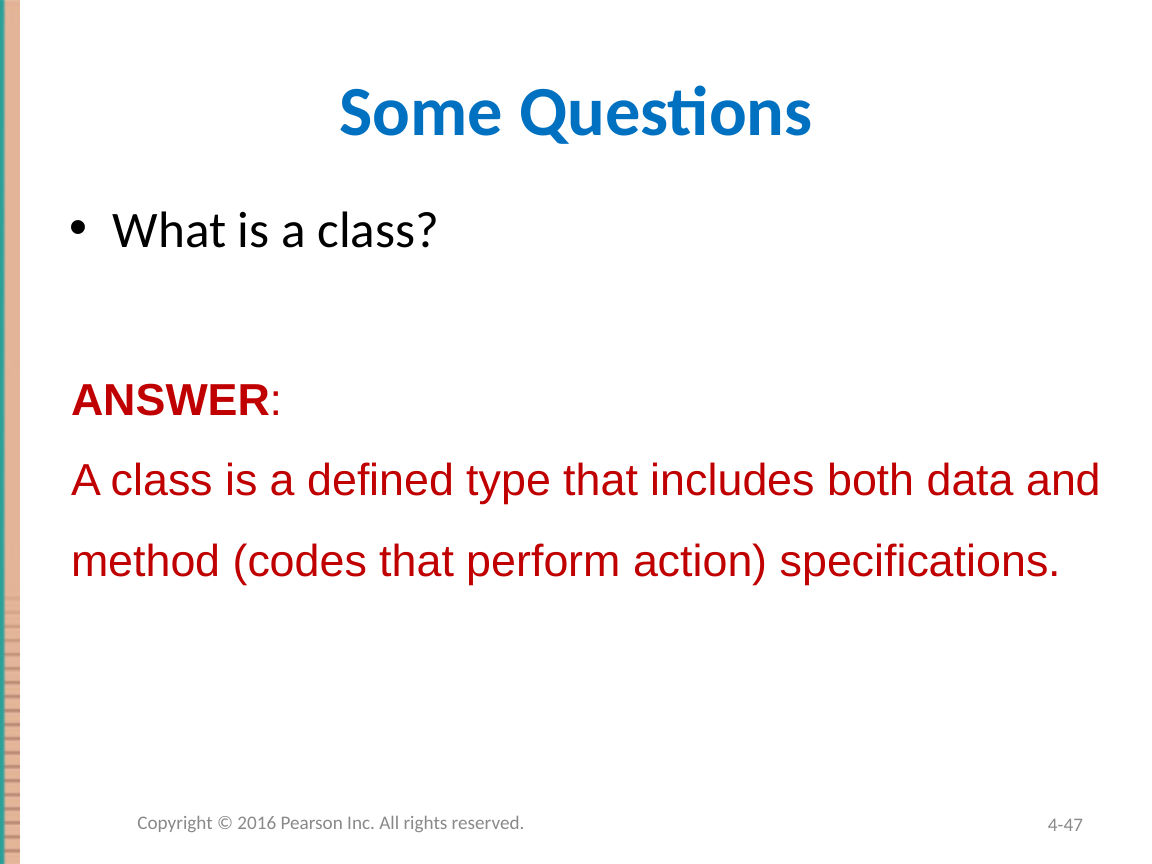 Some Questions
• What is a class?
ANSWER:
A class is a defined type that includes both data and
method (codes that perform action) specifications.
Copyright © 2016 Pearson Inc. All rights reserved.
4-47